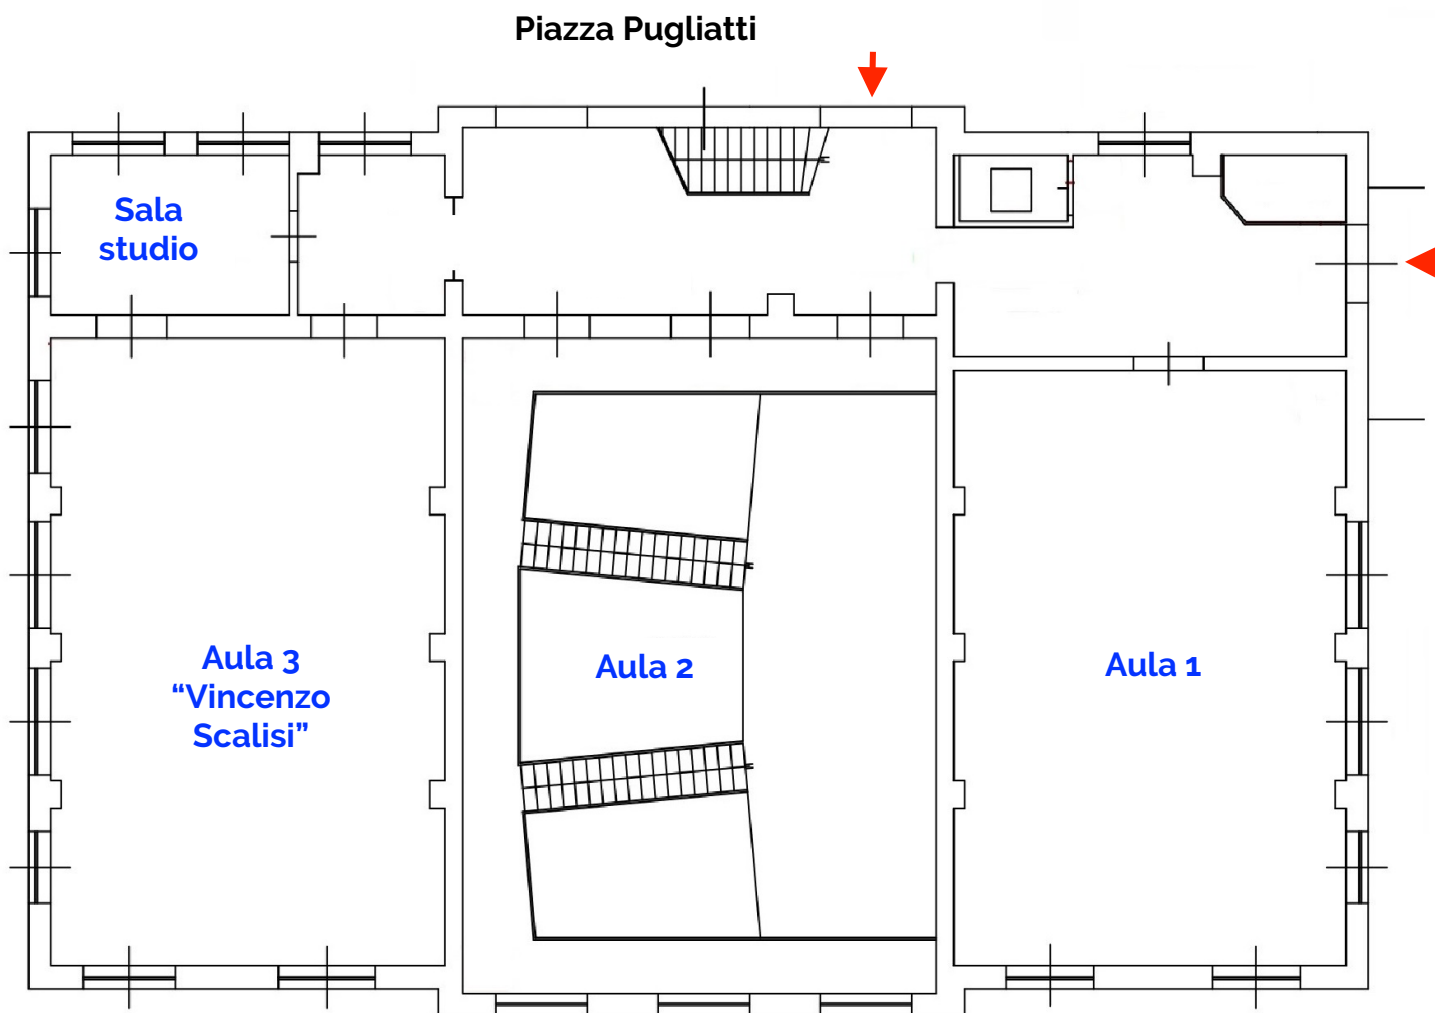 Piazza Pugliatti
Sala
studio
Aula 3
“Vincenzo
Scalisi”
Aula 2
Aula 1